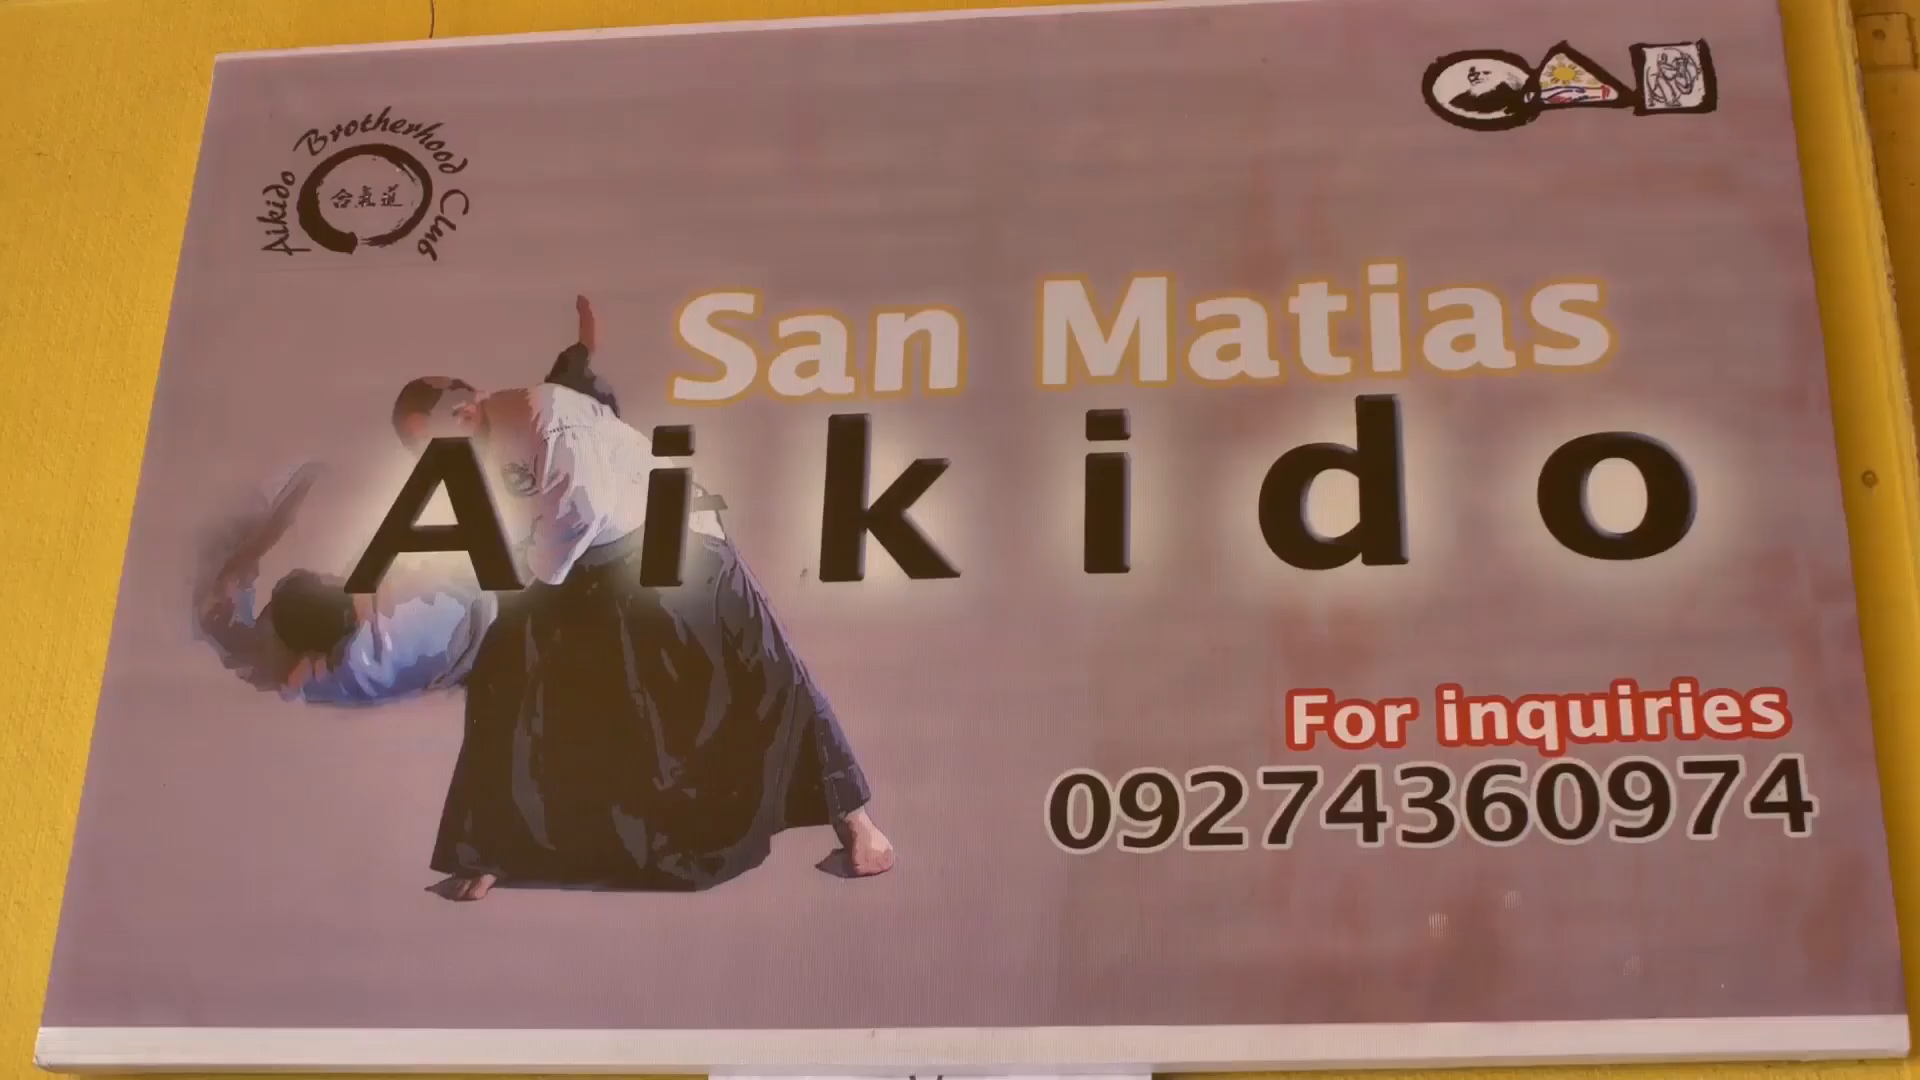 Aikido Brotherhood Club
合氣道
San Matias
Aikido
For inquiries
09274360974